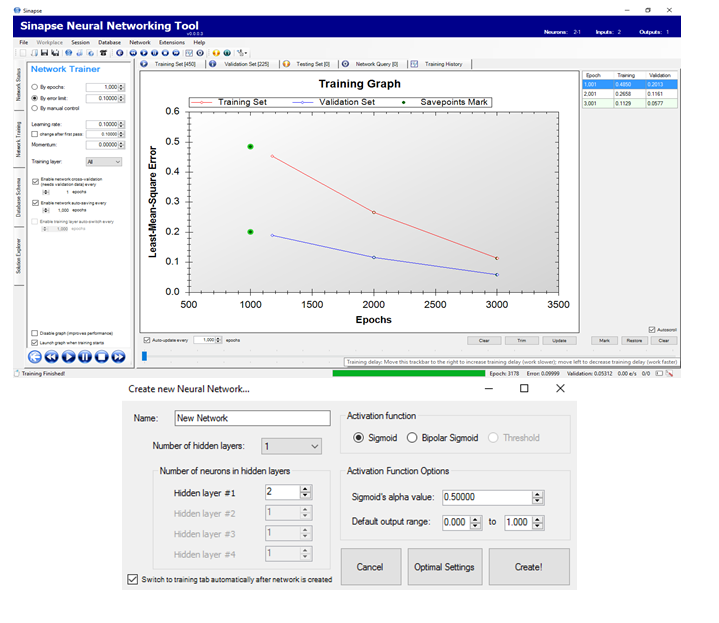 Sinapse
Sinapse Neural Networking Tool
v0.0.0.0
Neurons: 2-1 Inputs: 2 Outputs: 1
File Workplace Session Database Network Extensions Help
Network Status
Network Training
Database Schema
Solution Explorer
Network Trainer
By epochs: 1,000
By error limit: 0.10000
By manual control
Learning rate: 0.10000
change after first pass: 0.10000
Momentum: 0.00000
Training layer: All
Enable network cross-validation
(needs validation data) every
1 epochs
Enable network auto-saving every
1,000 epochs
Enable training layer auto-switch every
1,000 epochs
Disable graph (improves performance)
Launch graph when training starts
Training Set [450] Validation Set [225] Testing Set [0] Network Query [0] Training History
Training Graph
Training Set Validation Set Savepoints Mark
Least-Mean-Square Error
0.6
0.5
0.4
0.3
0.2
0.1
0.0
500 1000 1500 2000 2500 3000 3500
Epochs
Epoch Training Validation
1,001 0.4850 0.2013
2,001 0.2658 0.1161
3,001 0.1129 0.0577
Autosaved
Auto-update every 1,000 epochs
Clear Trim Update Mark Restore Clear
Training delay: Move this trackbar to the right to increase training delay (work slower); move left to decrease training delay (work faster)
Training Finished!
Epoch: 3178 Error: 0.09999 Validation: 0.05312 0.00 e/s 0/0
Create new Neural Network...
Name: New Network
Number of hidden layers: 1
Number of neurons in hidden layers
Hidden layer #1 2
Hidden layer #2 1
Hidden layer #3 1
Hidden layer #4 1
Switch to training tab automatically after network is created
Activation function
Sigmoid Bipolar Sigmoid Threshold
Activation Function Options
Sigmoid's alpha value: 0.50000
Default output range: 0.000 to 1.000
Cancel Optimal Settings Create!